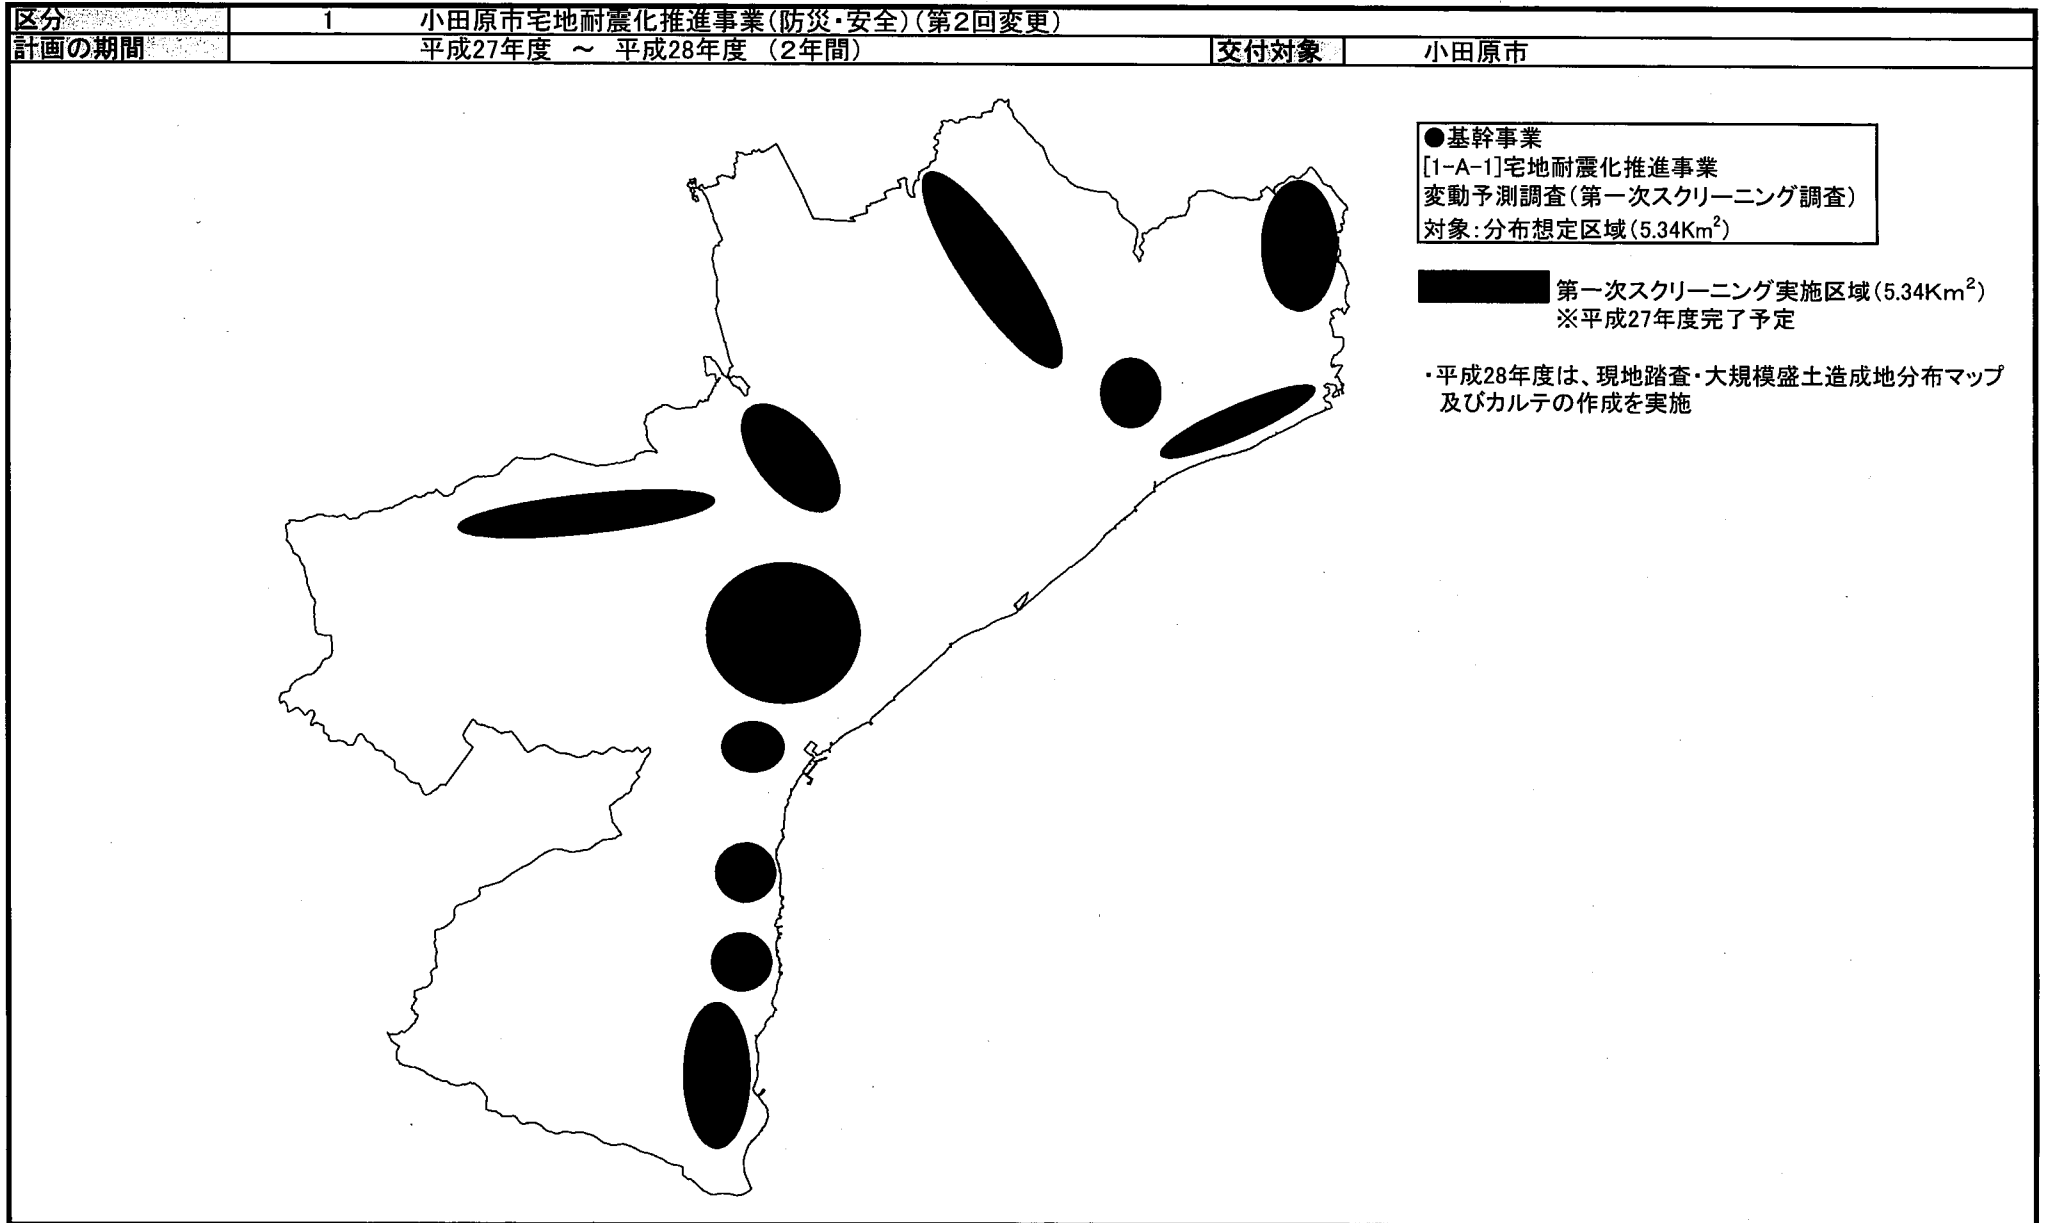 区分 1 小田原市宅地耐震化推進事業(防災・安全)(第2回変更)
計画の期間 平成27年度 ～ 平成28年度 (2年間) 交付対象 小田原市
●基幹事業
[1-A-1]宅地耐震化推進事業
変動予測調査(第一次スクリーニング調査)
対象:分布想定区域(5.34Km²)
第一次スクリーニング実施区域(5.34Km²)
※平成27年度完了予定
・平成28年度は、現地踏査・大規模盛土造成地分布マップ
及びカルテの作成を実施